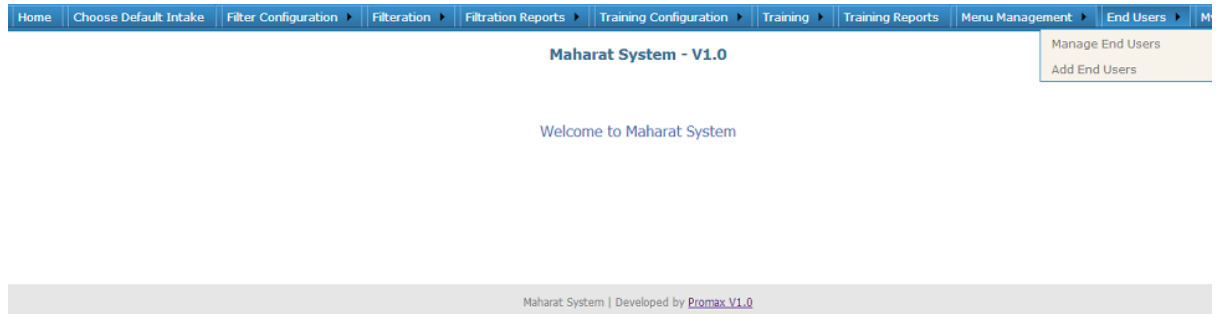 Home Choose Default Intake Filter Configuration Filteration Filtration Reports Training Configuration Training Training Reports Menu Management End Users
Manage End Users
Add End Users
Maharat System - V1.0
Welcome to Maharat System
Maharat System | Developed by Promax V1.0